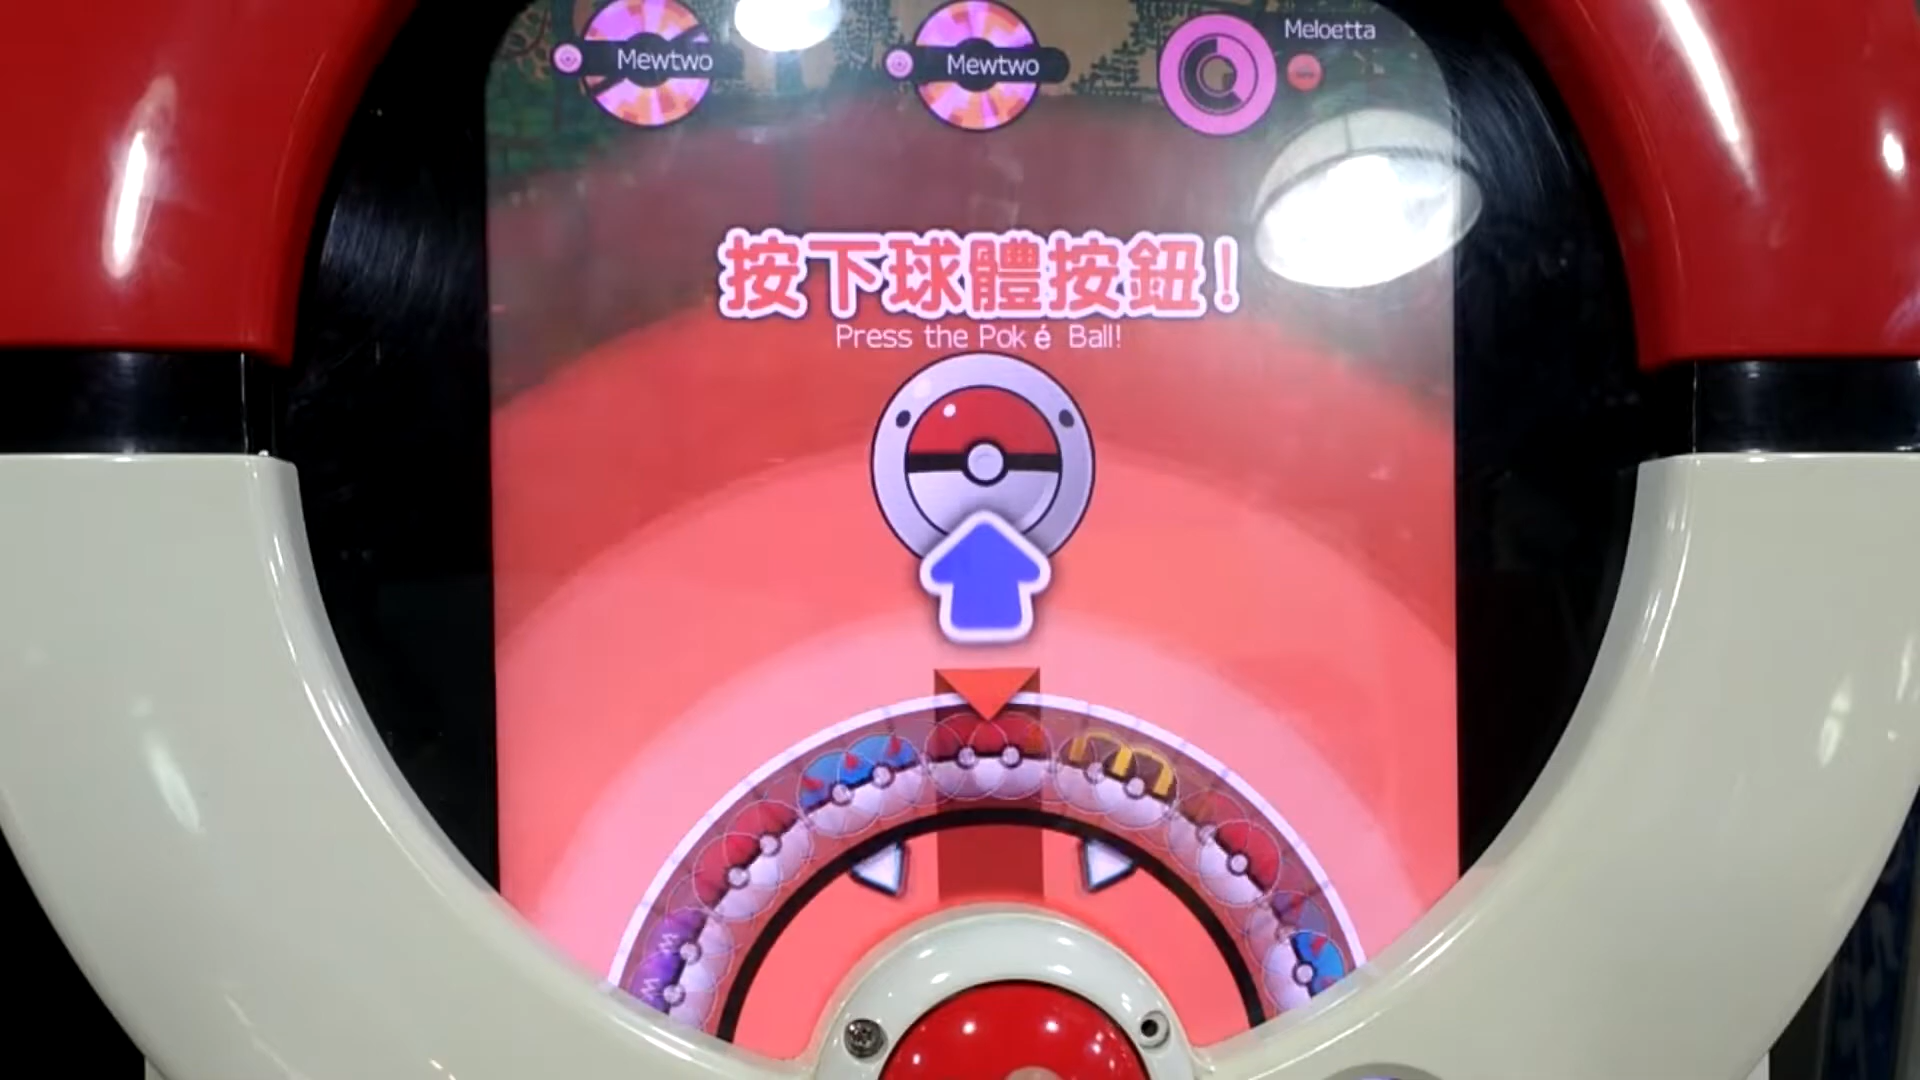 Mewtwo
Mewtwo
Meloetta
按下球體按鈕!
Press the Poké Ball!